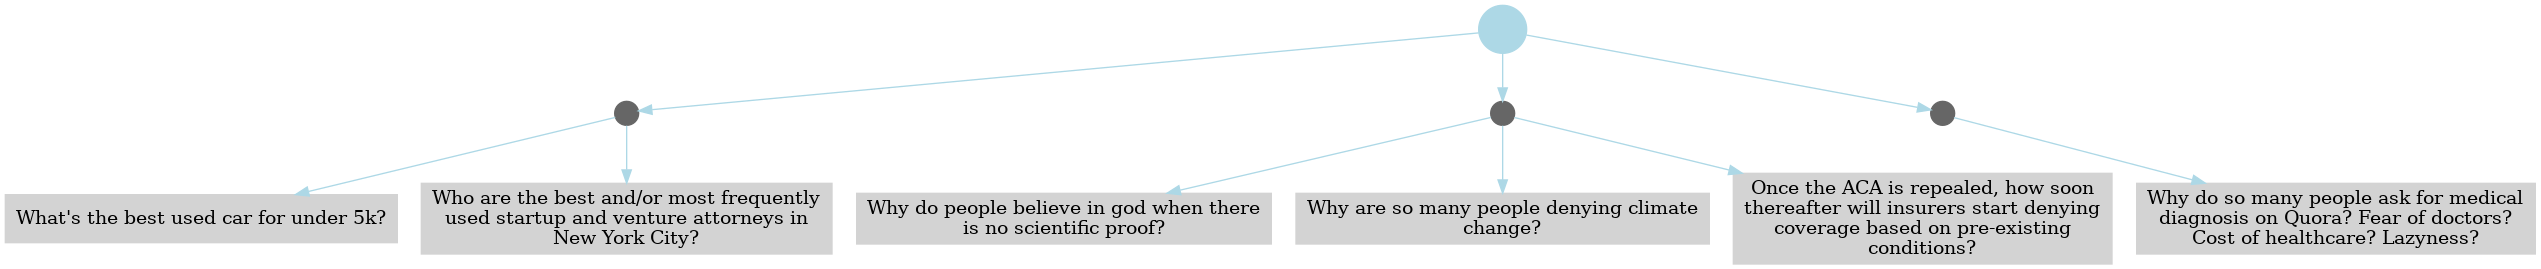 What's the best used car for under 5k?
Who are the best and/or most frequently
used startup and venture attorneys in
New York City?
Why do people believe in god when there
is no scientific proof?
Why are so many people denying climate
change?
Once the ACA is repealed, how soon
thereafter will insurers start denying
coverage based on pre-existing
conditions?
Why do so many people ask for medical
diagnosis on Quora? Fear of doctors?
Cost of healthcare? Lazyness?